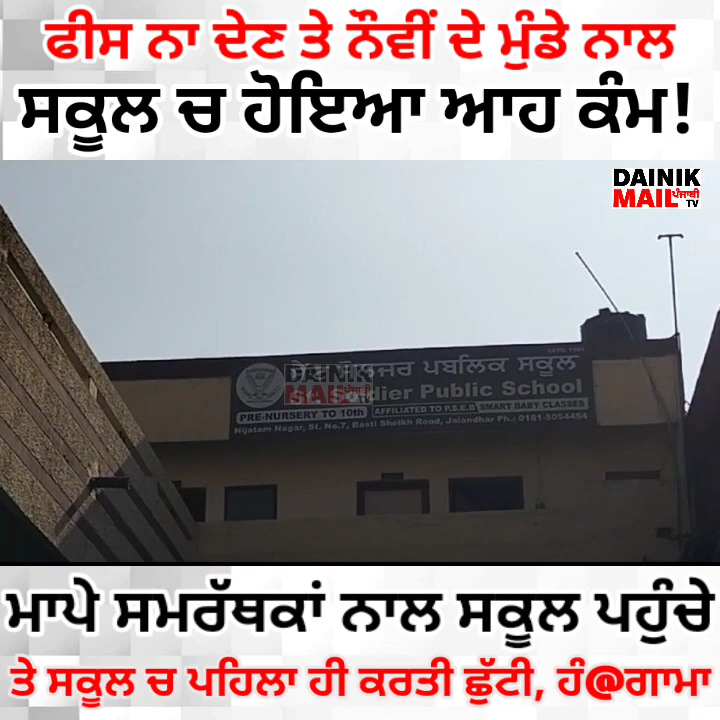 ਫੀਸ ਨਾ ਦੇਣ ਤੇ ਨੌਵੀਂ ਦੇ ਮੁੰਡੇ ਨਾਲ
ਸਕੂਲ ਚ ਹੋਇਆ ਆਹ ਕੰਮ!
DAINIK
MAIL ਪੰਜਾਬੀ TV
ਪਬਲਿਕ ਸਕੂਲ
DAINIK
Public School
PRE-NURSERY TO 10th AFFILIATED TO P.S.E.B SMART BABY CLASSES
Nijatam Nagar, St. No.7, Basti Sheikh Road, Jalandhar Ph.: 0181-5054454
ਮਾਪੇ ਸਮਰੱਥਕਾਂ ਨਾਲ ਸਕੂਲ ਪਹੁੰਚੇ
ਤੇ ਸਕੂਲ ਚ ਪਹਿਲਾ ਹੀ ਕਰਤੀ ਛੁੱਟੀ, ਹੰ@ਗਾਮਾ